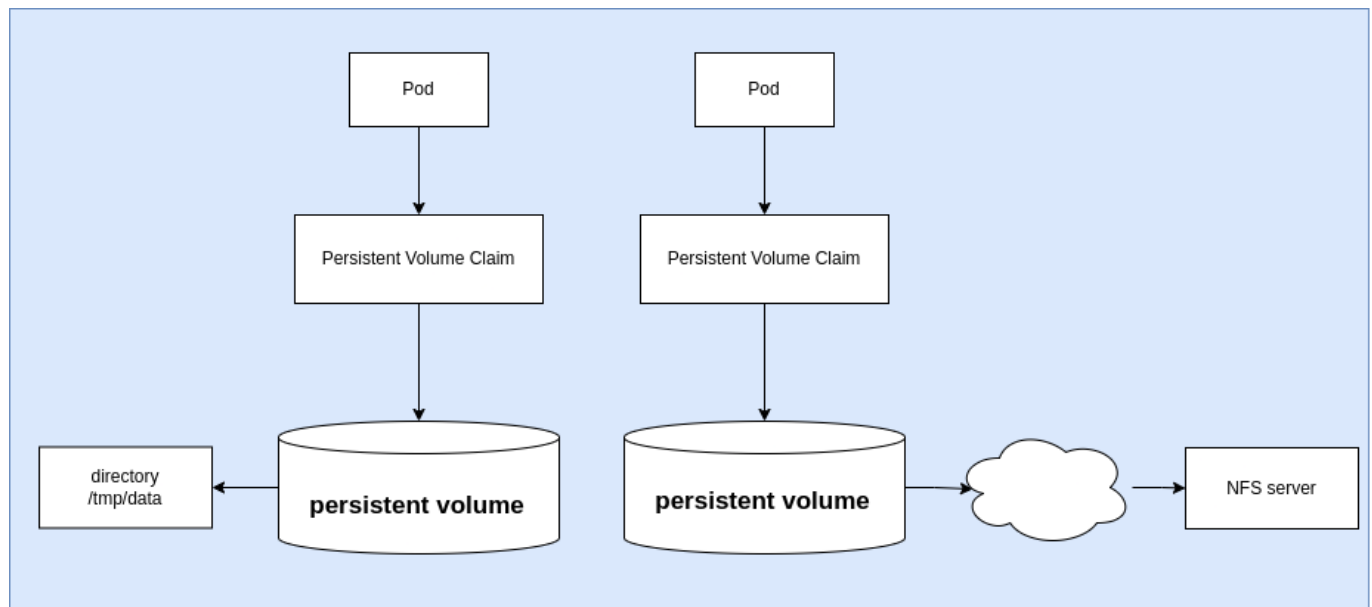 Pod
Pod
Persistent Volume Claim
Persistent Volume Claim
directory
/tmp/data
persistent volume
persistent volume
NFS server